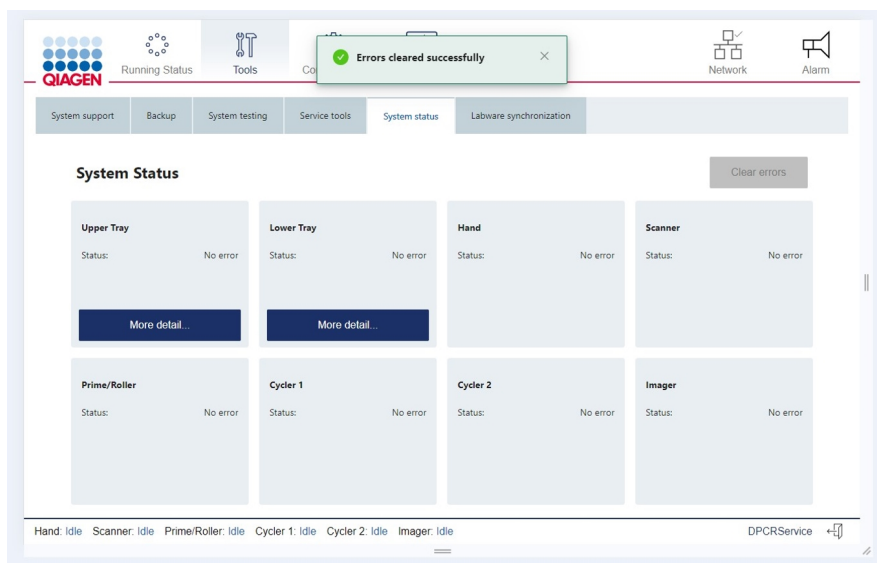 Errors cleared successfully
QIAGEN
Running Status
Tools
Co
Network
Alarm
System support Backup System testing Service tools System status Labware synchronization
System Status
Clear errors
Upper Tray Lower Tray Hand Scanner
Status: No error Status: No error Status: No error Status: No error
More detail... More detail...
Prime/Roller Cycler 1 Cycler 2 Imager
Status: No error Status: No error Status: No error Status: No error
Hand: Idle Scanner: Idle Prime/Roller: Idle Cycler 1: Idle Cycler 2: Idle Imager: Idle DPCRService